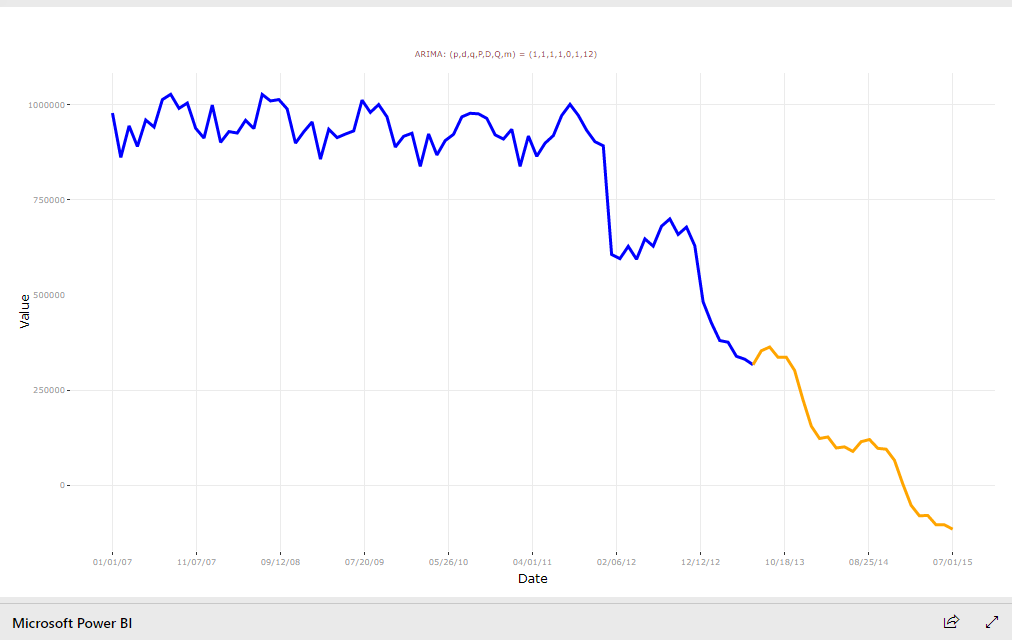 ARIMA: (p,d,q,P,D,Q,m) = (1,1,1,1,0,1,12)
1000000
750000
500000
250000
0
Value
01/01/07 11/07/07 09/12/08 07/20/09 05/26/10 04/01/11 02/06/12 12/12/12 10/18/13 08/25/14 07/01/15
Date
Microsoft Power BI